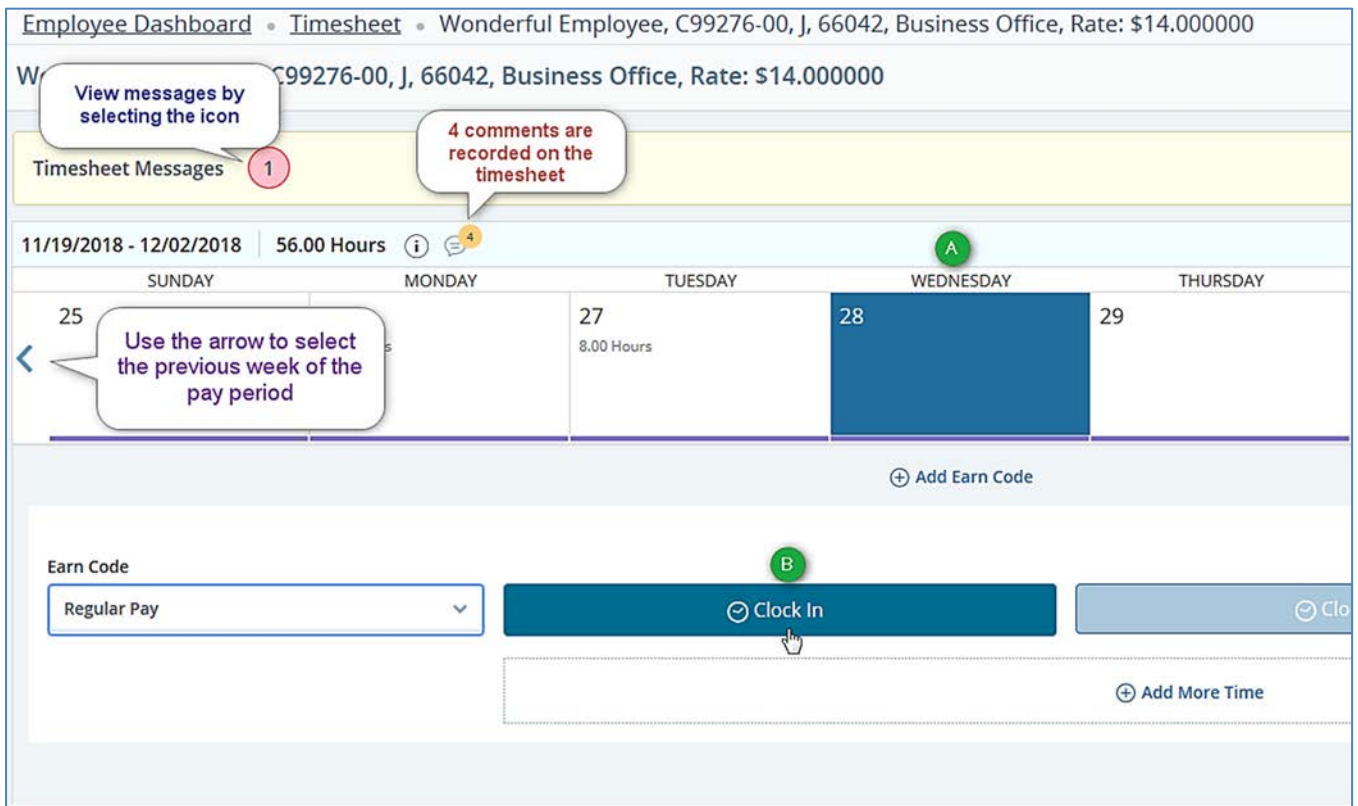 Employee Dashboard • Timesheet • Wonderful Employee, C99276-00, J, 66042, Business Office, Rate: $14.000000
C99276-00, J, 66042, Business Office, Rate: $14.000000
View messages by
selecting the icon
4 comments are
recorded on the
timesheet
Timesheet Messages 1
11/19/2018 - 12/02/2018 56.00 Hours 4
A
SUNDAY MONDAY TUESDAY WEDNESDAY THURSDAY
25 27 28 29
8.00 Hours
Use the arrow to select
the previous week of the
pay period
Add Earn Code
Earn Code
B
Regular Pay Clock In
Add More Time